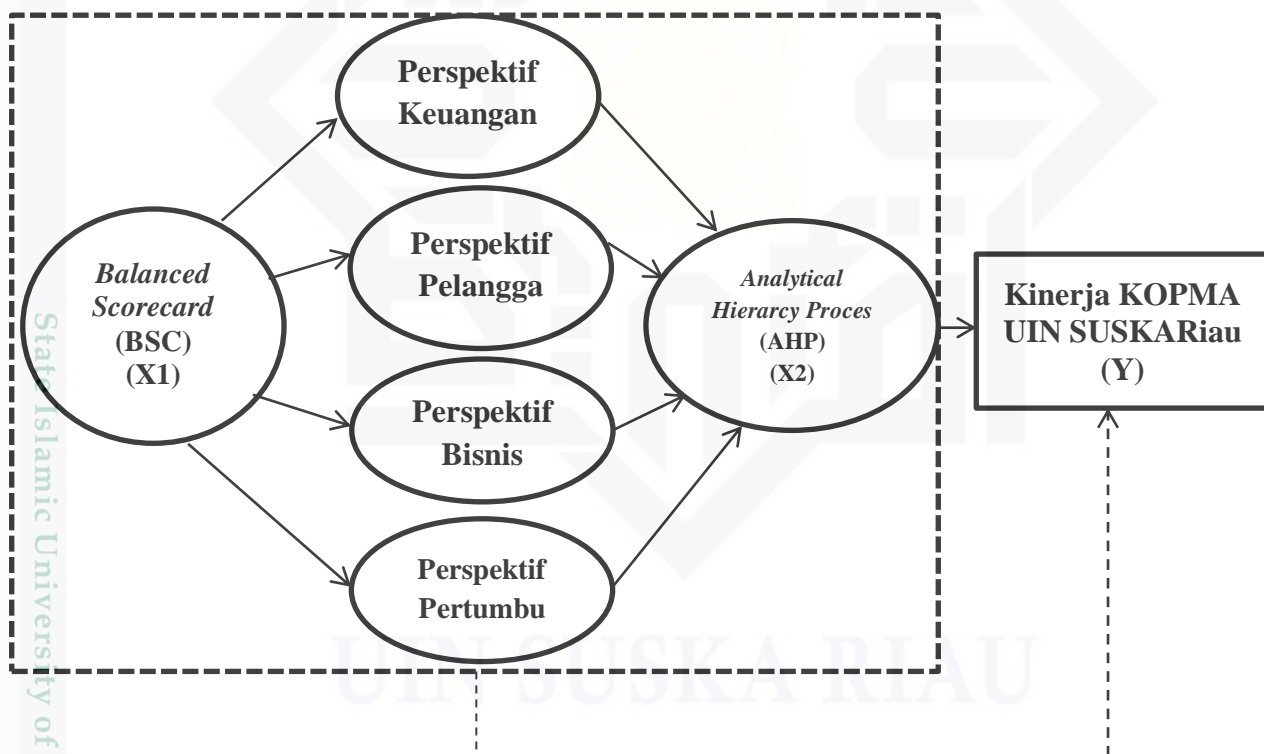 Perspektif
Keuangan
Balanced
Scorecard
(BSC)
(X1)
Perspektif
Pelangga
Perspektif
Bisnis
Perspektif
Pertumbu
Analytical
Hierarcy Proces
(AHP)
(X2)
Kinerja KOPMA
UIN SUSKARiau
(Y)
State Islamic University of
UIN SUSKA RIAU